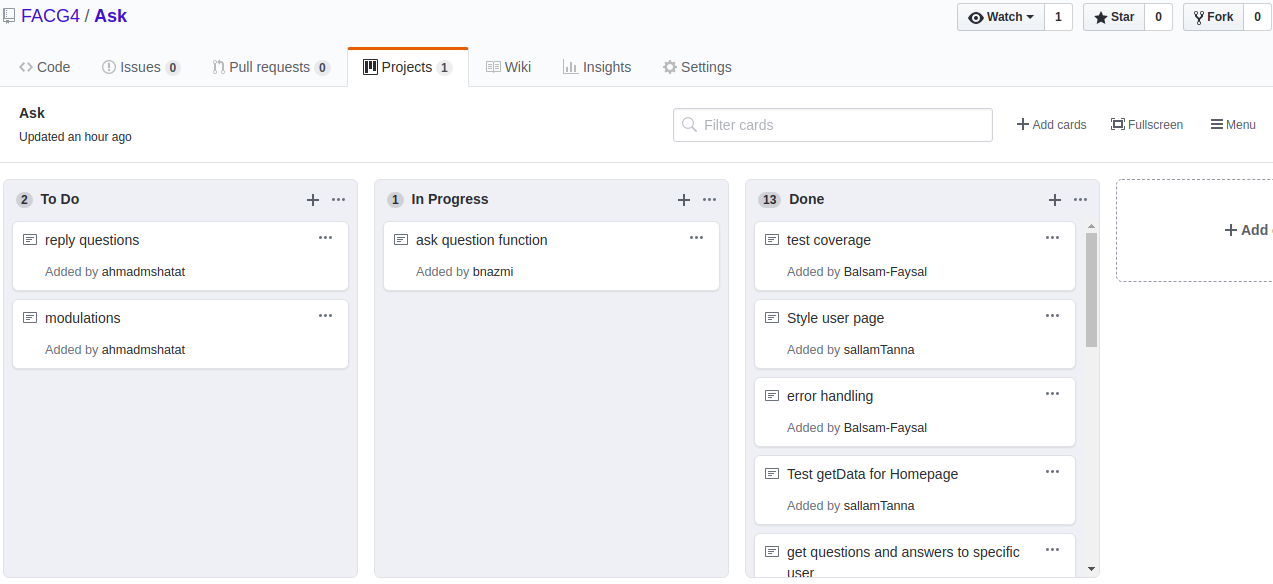 FACG4 / Ask
Watch 1 Star 0 Fork 0
Code Issues 0 Pull requests 0 Projects 1 Wiki Insights Settings
Ask
Updated an hour ago
Filter cards
Add cards Fullscreen Menu
2 To Do
reply questions
Added by ahmadmshatat
modulations
Added by ahmadmshatat
1 In Progress
ask question function
Added by bnazmi
13 Done
test coverage
Added by Balsam-Faysal
Style user page
Added by sallamTanna
error handling
Added by Balsam-Faysal
Test getData for Homepage
Added by sallamTanna
get questions and answers to specific
user
+ Add